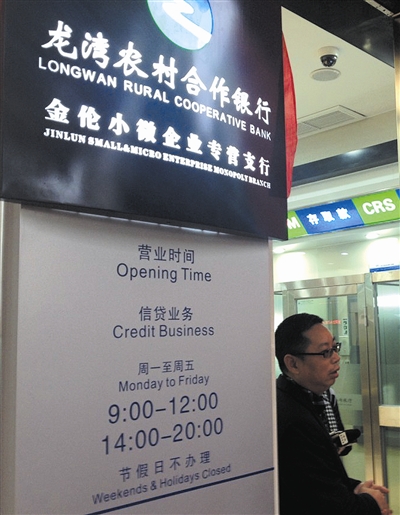 龙湾农村合作银行
LONGWAN RURAL COOPERATIVE BANK
金伦小微企业专营支行
JINLUN SMALL&MICRO ENTERPRISE MONOPOLY BRANCH
M 存取款 CRS
营业时间
Opening Time
信贷业务
Credit Business
周一至周五
Monday to Friday
9:00-12:00
14:00-20:00
节假日不办理
Weekends & Holidays Closed